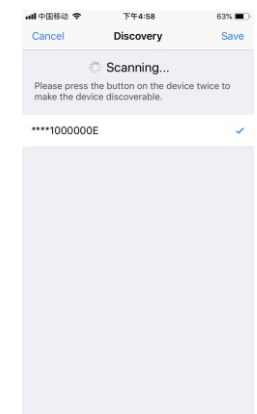 中国移动 下午4:58 63%
Cancel Discovery Save
Scanning...
Please press the button on the device twice to
make the device discoverable.
****1000000E